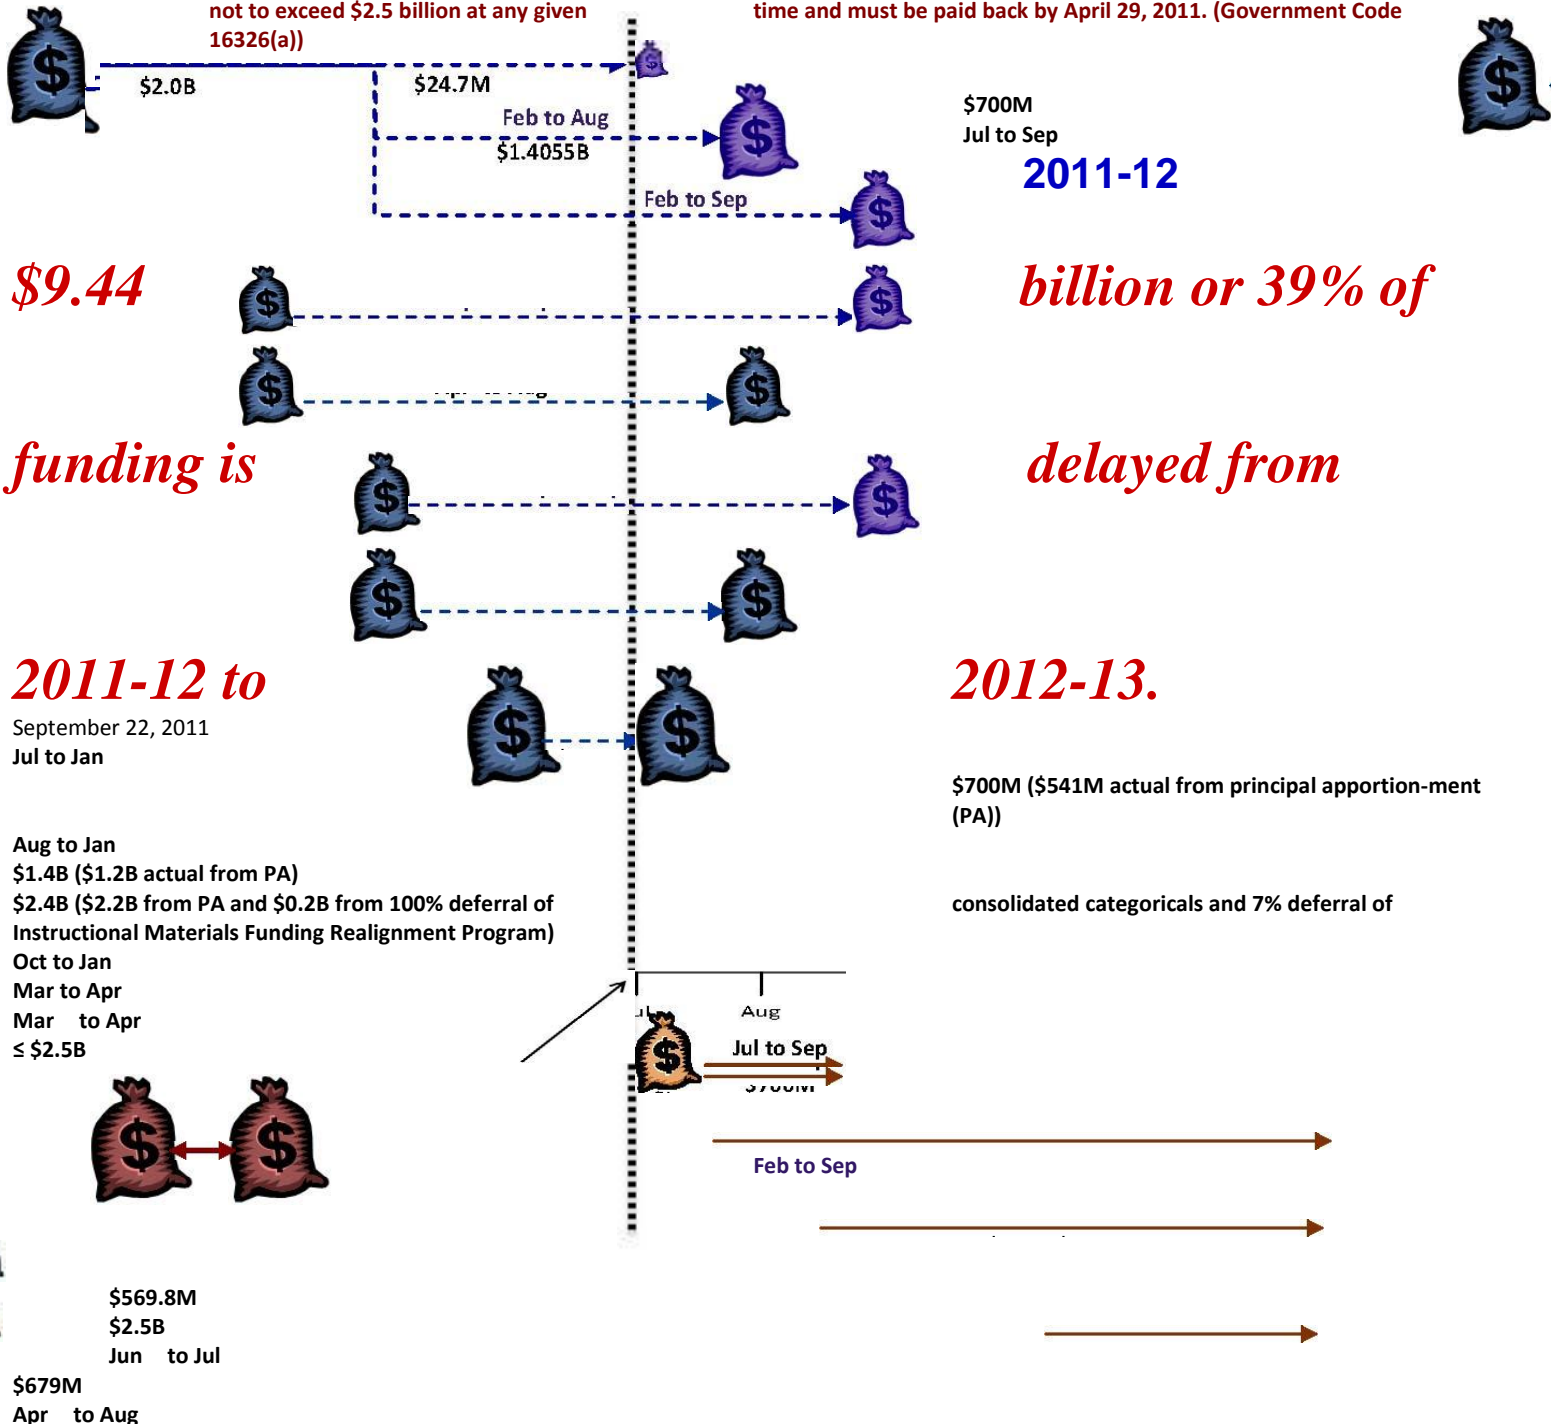 not to exceed $2.5 billion at any given time and must be paid back by April 29, 2011. (Government Code
16326(a))
$2.0B
$24.7M
$700M
Feb to Aug
Jul to Sep
$1.4055B
2011-12
Feb to Sep
$9.44 billion or 39% of
funding is delayed from
2011-12 to 2012-13.
September 22, 2011
Jul to Jan
$700M ($541M actual from principal apportion-ment
(PA))
Aug to Jan
$1.4B ($1.2B actual from PA)
$2.4B ($2.2B from PA and $0.2B from 100% deferral of consolidated categoricals and 7% deferral of
Instructional Materials Funding Realignment Program)
Oct to Jan
Mar to Apr
Mar to Apr
≤ $2.5B
Aug
Jul to Sep
Feb to Sep
$569.8M
$2.5B
Jun to Jul
$679M
Apr to Aug